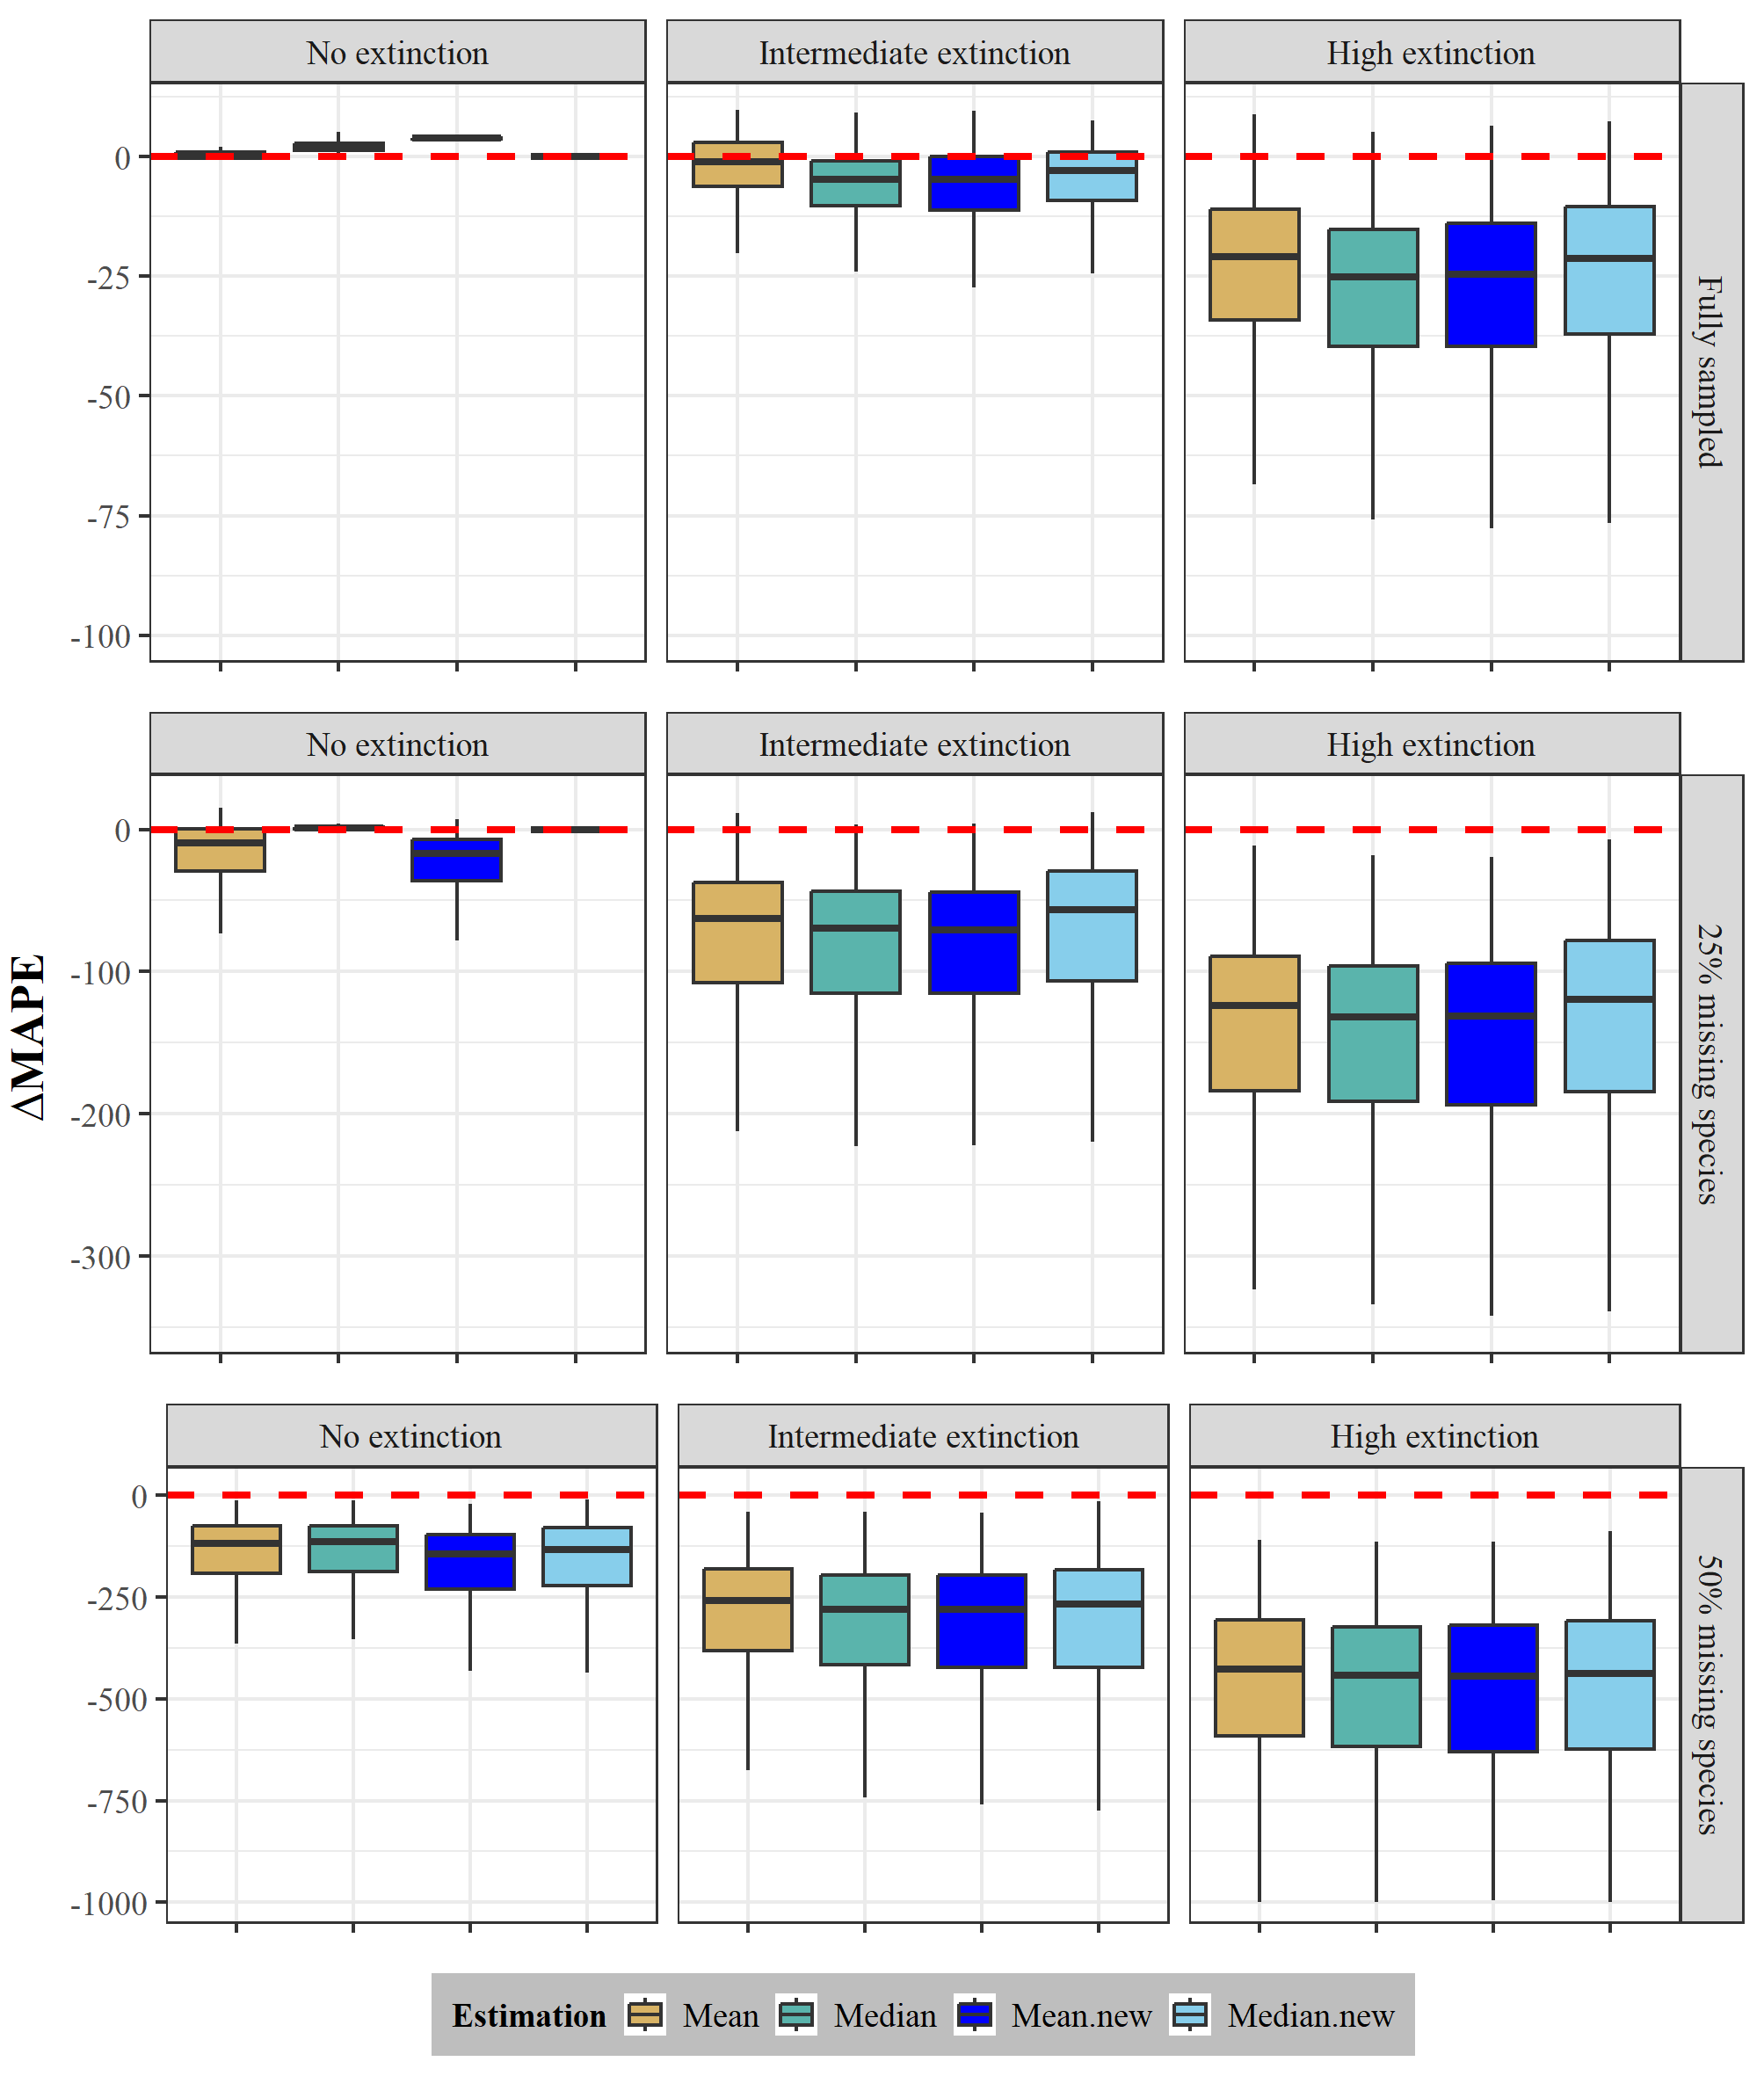 No extinction
Intermediate extinction
High extinction
0
-25
-50
-75
-100
Fully sampled
No extinction
Intermediate extinction
High extinction
0
-100
-200
-300
25% missing species
ΔMAPE
No extinction
Intermediate extinction
High extinction
0
-250
-500
-750
-1000
50% missing species
Estimation Mean Median Mean.new Median.new